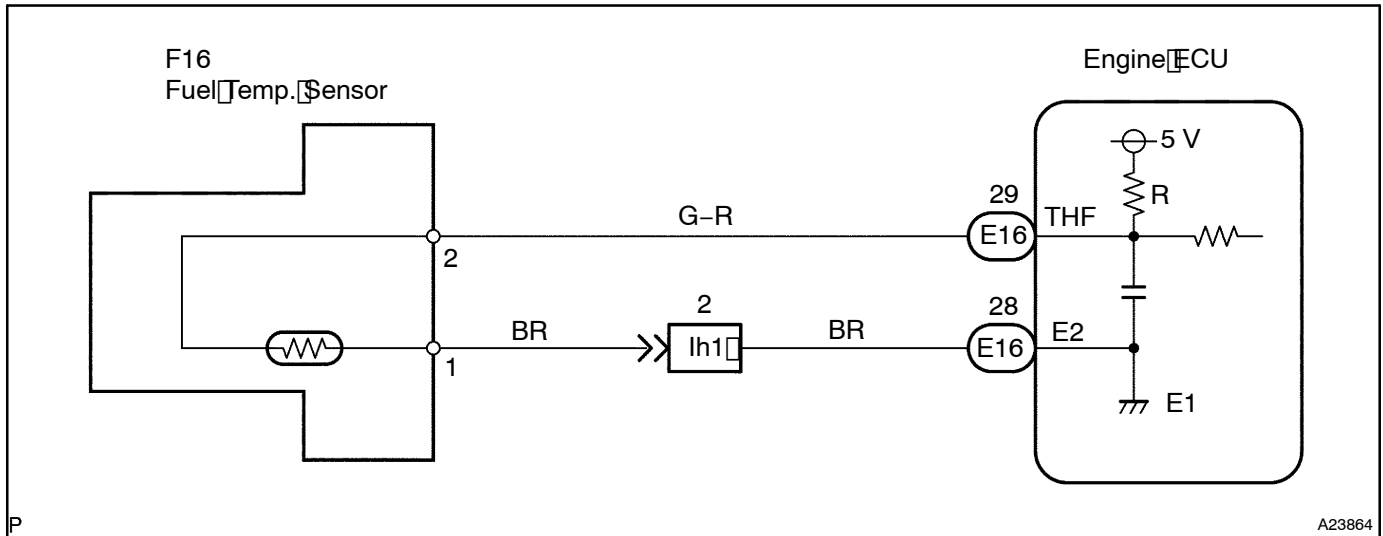 F16
Fuel Temp. Sensor
Engine ECU
5 V
R
29
G–R
E16
THF
2
2
BR
Ih1
BR
28
E16
E2
1
E1
P
A23864